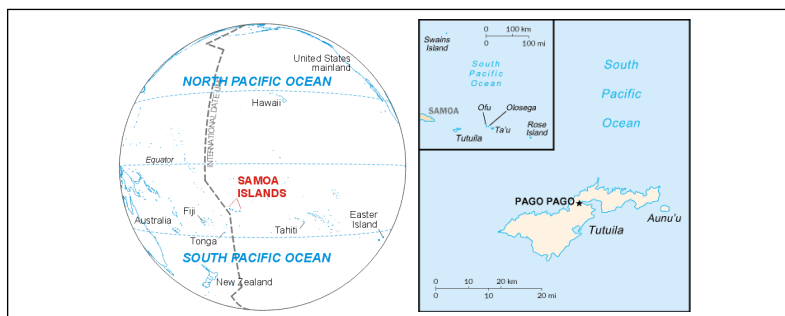 United States
mainland
NORTH PACIFIC OCEAN
Hawaii
INTERNATIONAL DATE LINE
Equator
SAMOA
ISLANDS
Fiji
Australia
Tonga
Tahiti
Easter
Island
SOUTH PACIFIC OCEAN
New Zealand
0 100 km
0 100 mi
Swains
Island
South
Pacific
Ocean
SAMOA
Ofu
Olosega
Ta'u
Tutuila
Rose
Island
South
Pacific
Ocean
PAGO PAGO
Aunu'u
Tutuila
0 10 20 km
0 10 20 mi